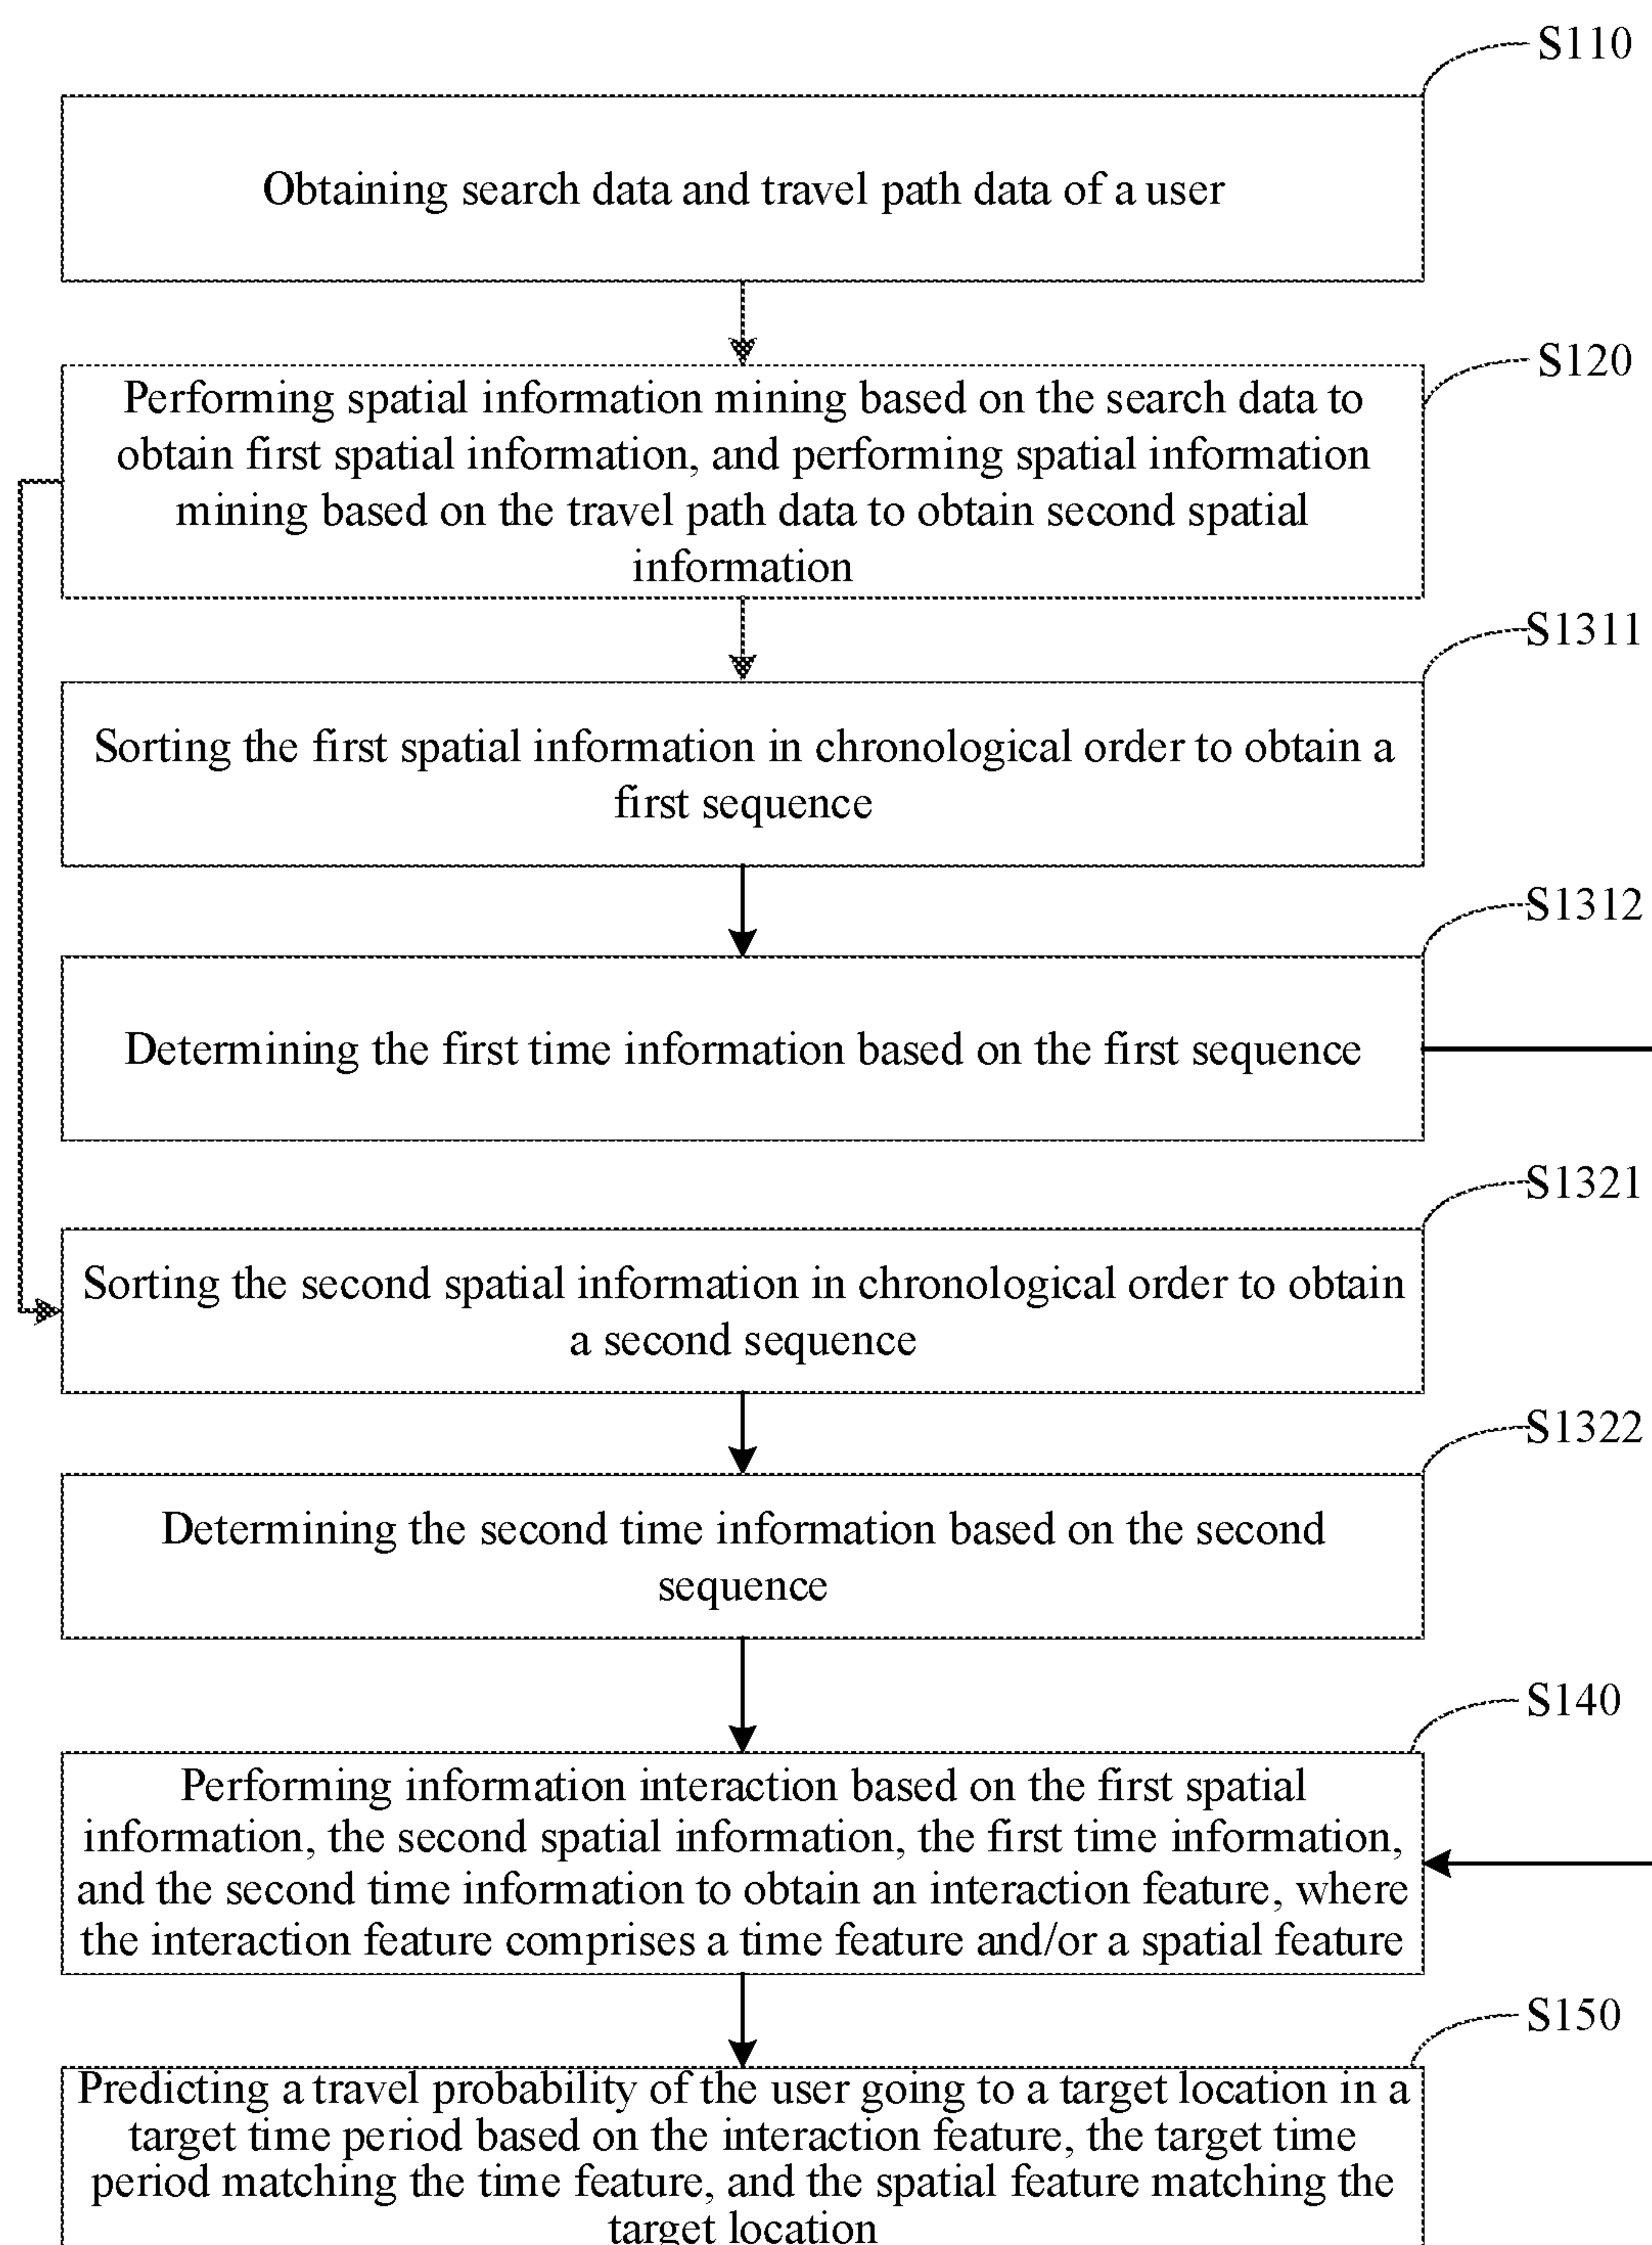 S110
Obtaining search data and travel path data of a user
S120
Performing spatial information mining based on the search data to
obtain first spatial information, and performing spatial information
mining based on the travel path data to obtain second spatial
information
S1311
Sorting the first spatial information in chronological order to obtain a
first sequence
S1312
Determining the first time information based on the first sequence
S1321
Sorting the second spatial information in chronological order to obtain
a second sequence
S1322
Determining the second time information based on the second
sequence
S140
Performing information interaction based on the first spatial
information, the second spatial information, the first time information,
and the second time information to obtain an interaction feature, where
the interaction feature comprises a time feature and/or a spatial feature
S150
Predicting a travel probability of the user going to a target location in a
target time period based on the interaction feature, the target time
period matching the time feature, and the spatial feature matching the
target location